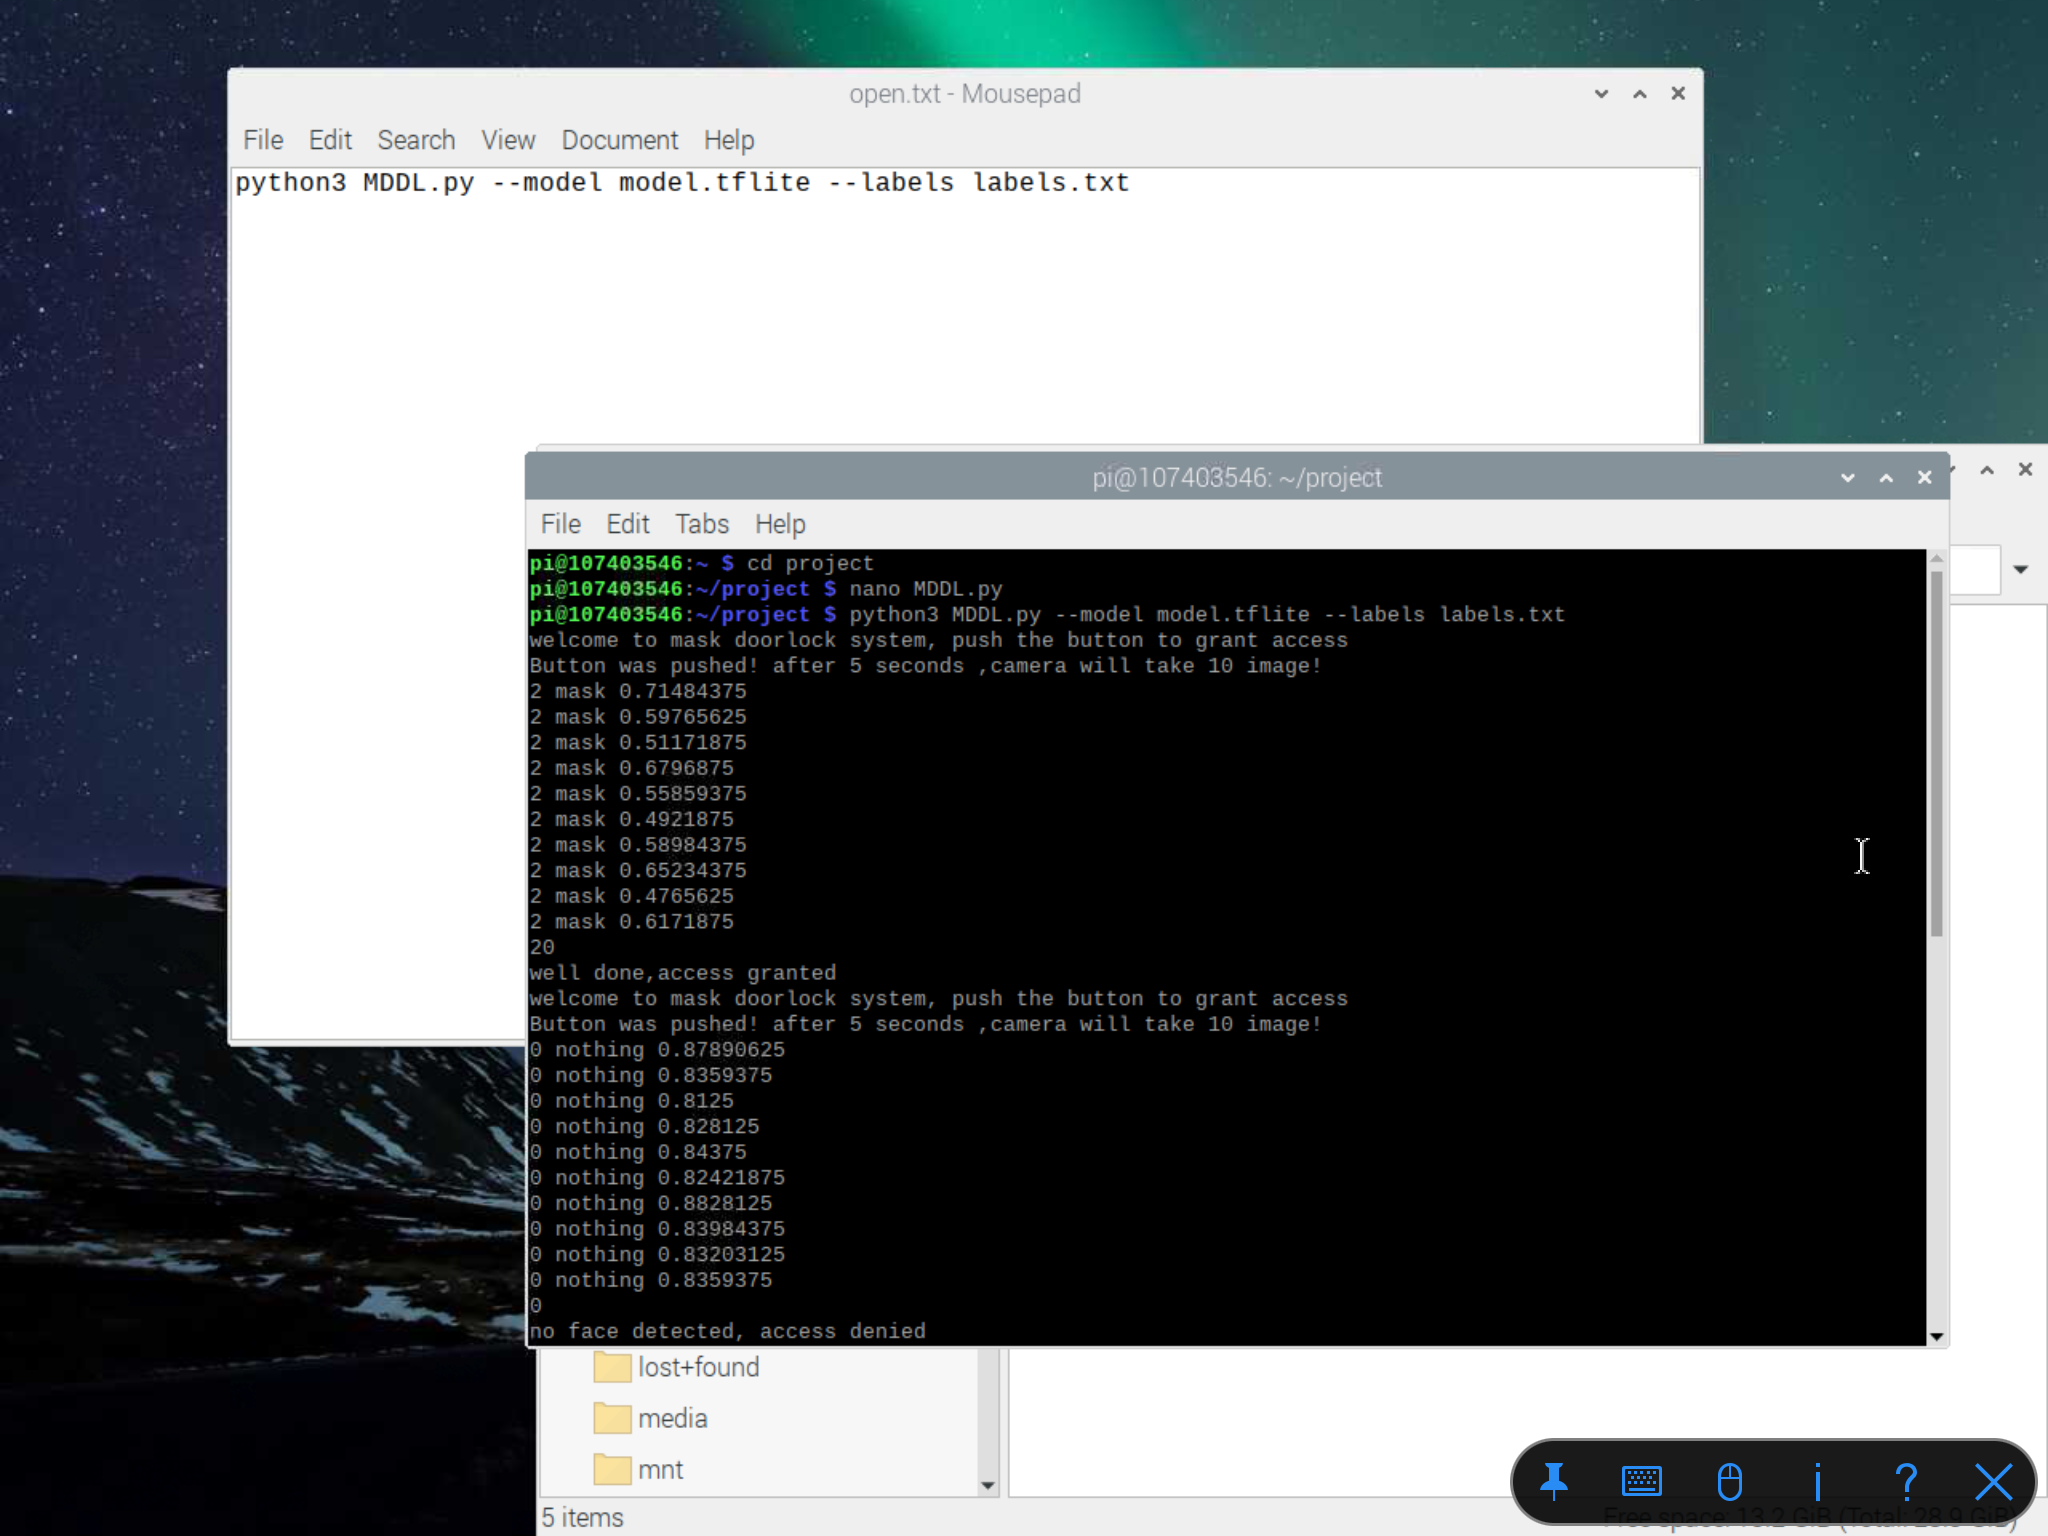 open.txt - Mousepad
File Edit Search View Document Help
python3 MDDL.py --model model.tflite --labels labels.txt
pi@107403546: ~/project
File Edit Tabs Help
pi@107403546:~ $ cd project
pi@107403546:~/project $ nano MDDL.py
pi@107403546:~/project $ python3 MDDL.py --model model.tflite --labels labels.txt
welcome to mask doorlock system, push the button to grant access
Button was pushed! after 5 seconds ,camera will take 10 image!
2 mask 0.71484375
2 mask 0.59765625
2 mask 0.51171875
2 mask 0.6796875
2 mask 0.55859375
2 mask 0.4921875
2 mask 0.58984375
2 mask 0.65234375
2 mask 0.4765625
2 mask 0.6171875
20
well done,access granted
welcome to mask doorlock system, push the button to grant access
Button was pushed! after 5 seconds ,camera will take 10 image!
0 nothing 0.87890625
0 nothing 0.8359375
0 nothing 0.8125
0 nothing 0.828125
0 nothing 0.84375
0 nothing 0.82421875
0 nothing 0.8828125
0 nothing 0.83984375
0 nothing 0.83203125
0 nothing 0.8359375
0
no face detected, access denied
lost+found
media
mnt
5 items
Free space: 13.2 GiB (Total: 28.9 GiB)